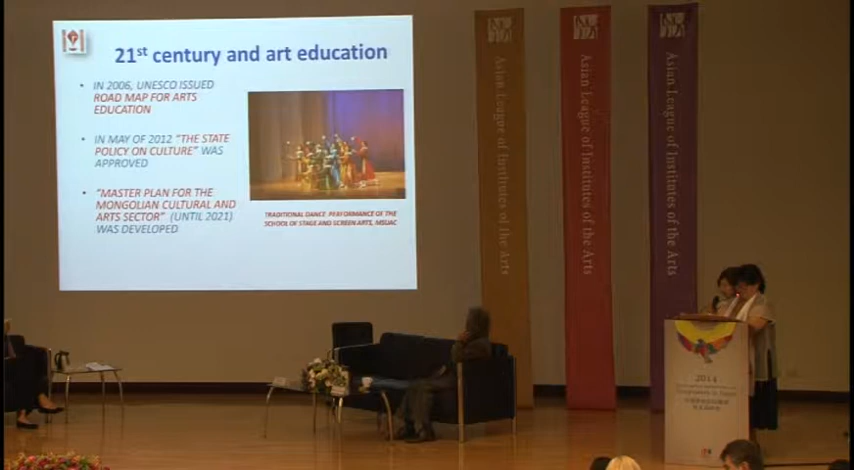 21st century and art education
• IN 2006, UNESCO ISSUED
ROAD MAP FOR ARTS
EDUCATION
• IN MAY OF 2012 "THE STATE
POLICY ON CULTURE" WAS
APPROVED
• "MASTER PLAN FOR THE
MONGOLIAN CULTURAL AND
ARTS SECTOR" (UNTIL 2021)
WAS DEVELOPED
TRADITIONAL DANCE PERFORMANCE OF THE
SCHOOL OF STAGE AND SCREEN ARTS, MSUAC
Asian League of Institutes of the Arts
Asian League of Institutes of the Arts
Asian League of Institutes of the Arts
2014